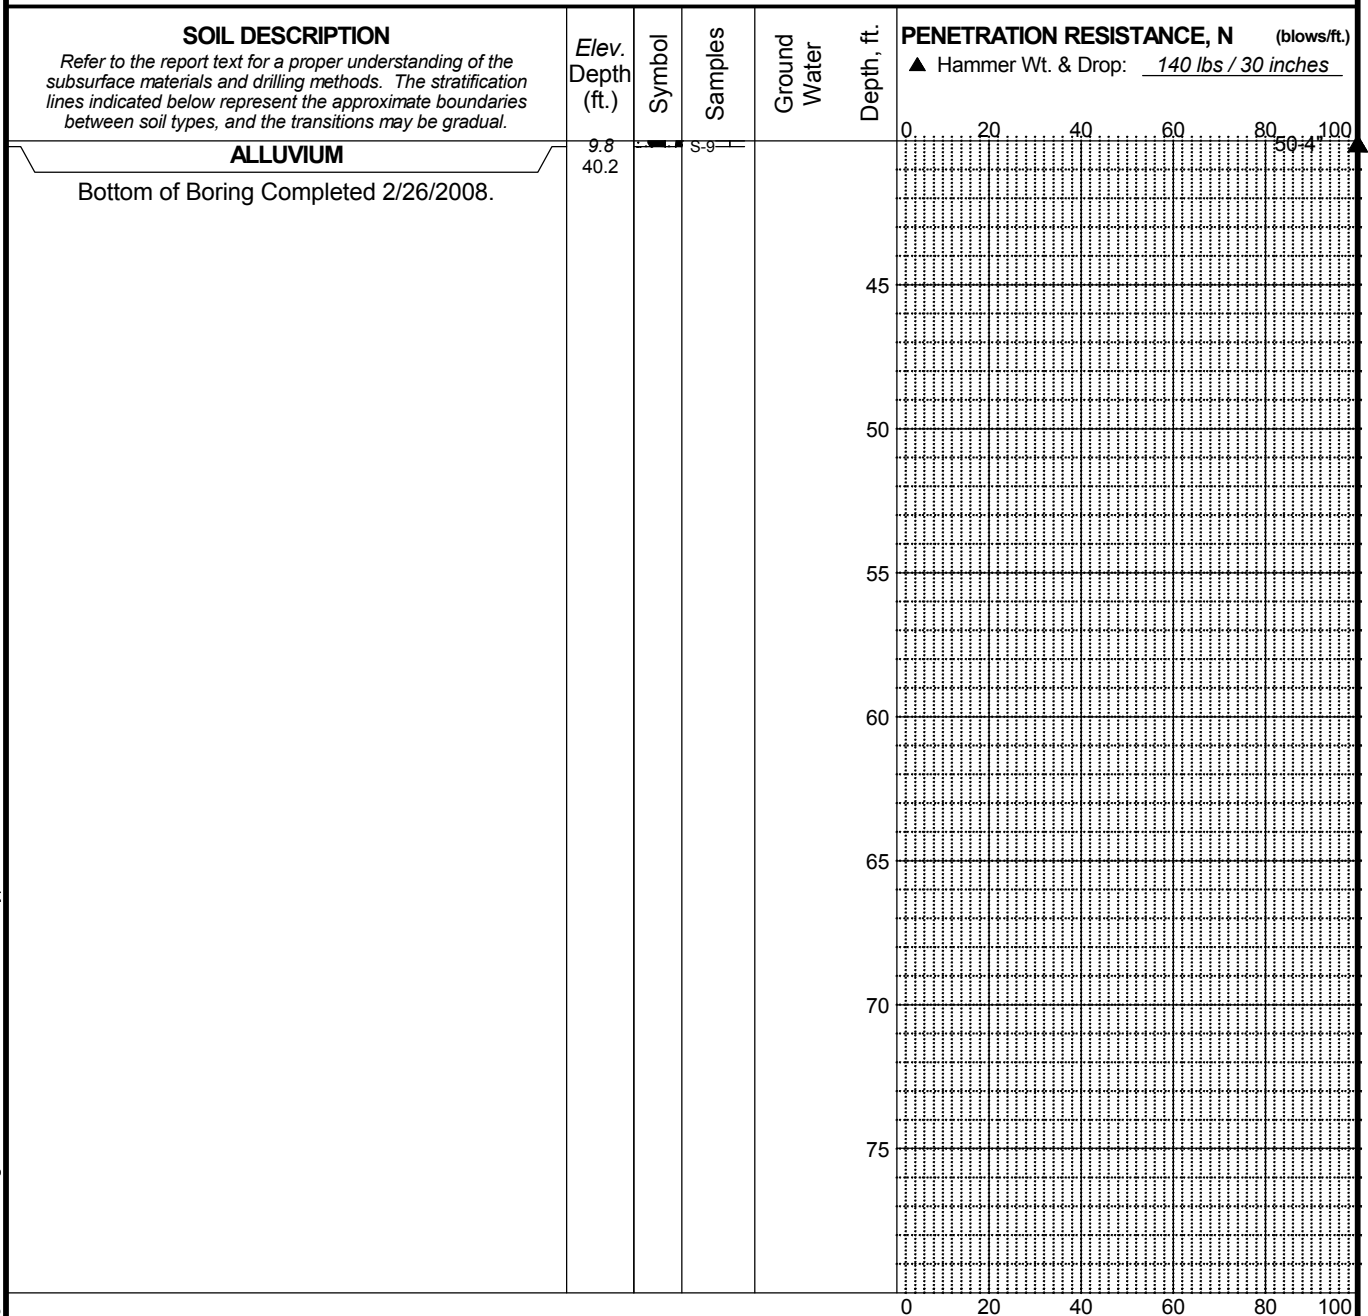 SOIL DESCRIPTION
Refer to the report text for a proper understanding of the
subsurface materials and drilling methods. The stratification
lines indicated below represent the approximate boundaries
between soil types, and the transitions may be gradual.
Elev.
Depth
(ft.)
Symbol
Samples
Ground
Water
Depth, ft.
PENETRATION RESISTANCE, N (blows/ft.)
▲ Hammer Wt. & Drop: 140 lbs / 30 inches
0 20 40 60 80 100
ALLUVIUM
9.8
40.2
S-9
50-4"
Bottom of Boring Completed 2/26/2008.
45
50
55
60
65
70
75
0 20 40 60 80 100